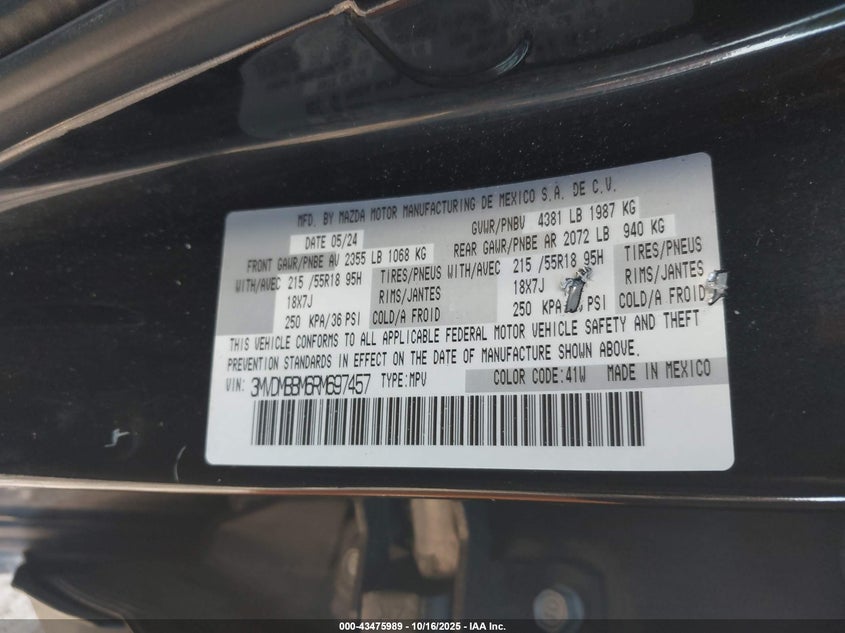 MFD. BY MAZDA MOTOR MANUFACTURING DE MEXICO S.A. DE C.V.
DATE 05/24 GVWR/PNBV 4381 LB 1987 KG
FRONT GAWR/PNBE AV 2355 LB 1068 KG REAR GAWR/PNBE AR 2072 LB 940 KG
WITH/AVEC 215 /55R18 95H TIRES/PNEUS WITH/AVEC 215 /55R18 95H TIRES/PNEUS
18X7J RIMS/JANTES 18X7J RIMS/JANTES
250 KPA/36 PSI COLD/A FROID 250 KPA PSI COLD/A FROID
THIS VEHICLE CONFORMS TO ALL APPLICABLE FEDERAL MOTOR VEHICLE SAFETY AND THEFT
PREVENTION STANDARDS IN EFFECT ON THE DATE OF MANUFACTURE SHOWN ABOVE.
VIN: 3MVDMBBM6RM697457 TYPE:MPV COLOR CODE:41W MADE IN MEXICO
000-43475989 - 10/16/2025 - IAA Inc.